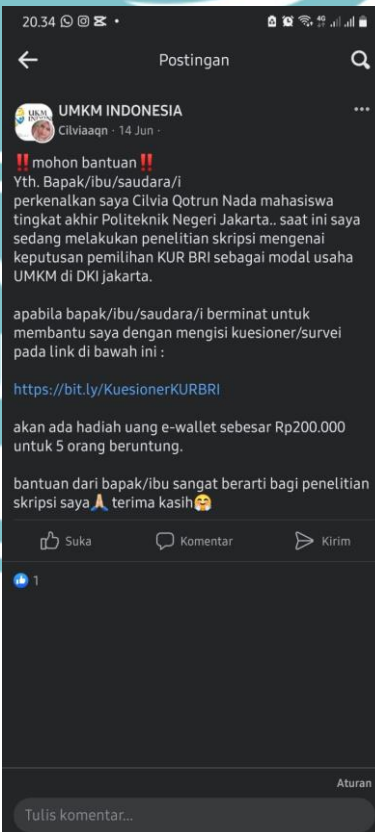 20.34
4G
Postingan
UKM
UMKM INDONESIA
Cilviaaqn · 14 Jun ·
‼️mohon bantuan‼️
Yth. Bapak/ibu/saudara/i
perkenalkan saya Cilvia Qotrun Nada mahasiswa
tingkat akhir Politeknik Negeri Jakarta.. saat ini saya
sedang melakukan penelitian skripsi mengenai
keputusan pemilihan KUR BRI sebagai modal usaha
UMKM di DKI jakarta.
apabila bapak/ibu/saudara/i berminat untuk
membantu saya dengan mengisi kuesioner/survei
pada link di bawah ini :
https://bit.ly/KuesionerKURBRI
akan ada hadiah uang e-wallet sebesar Rp200.000
untuk 5 orang beruntung.
bantuan dari bapak/ibu sangat berarti bagi penelitian
skripsi saya🙏 terima kasih🤗
Suka
Komentar
Kirim
1
Aturan
Tulis komentar...